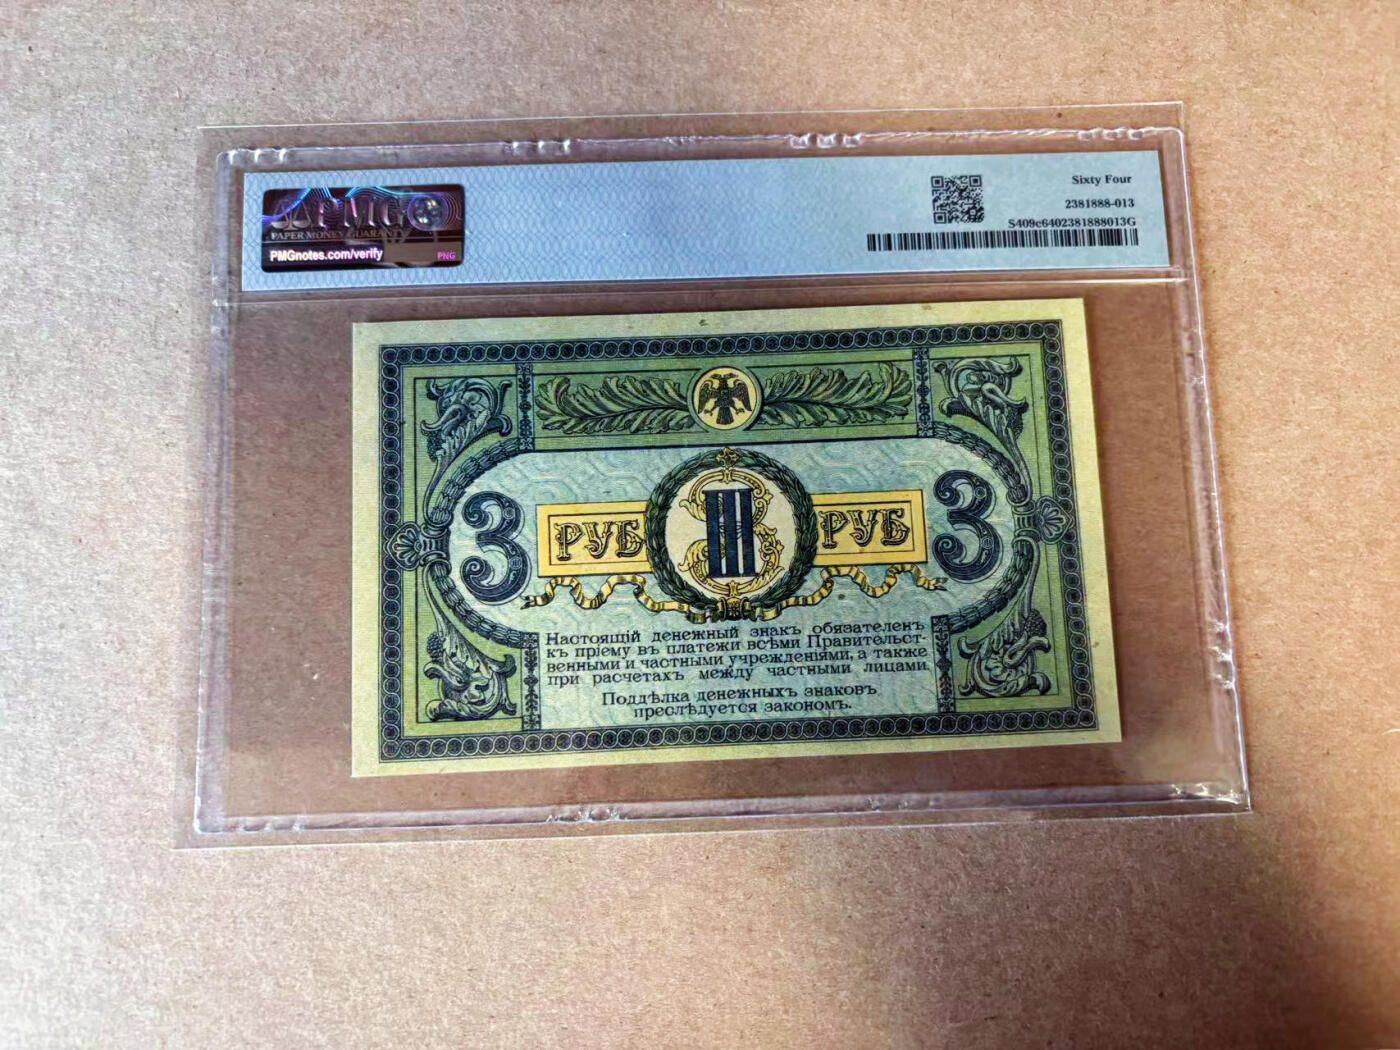 PMG
PAPER MONEY GUARANTY
PMGnotes.com/verify
PNG
Sixty Four
2381888-013
S409c6402381888013G
3 РУБ III РУБ 3
Настоящій денежный знакъ обязателенъ
къ пріему въ платежи всѣми Правительст-
венными и частными учрежденіями, а также
при расчетахъ между частными лицами.
Поддѣлка денежныхъ знаковъ
преслѣдуется закономъ.